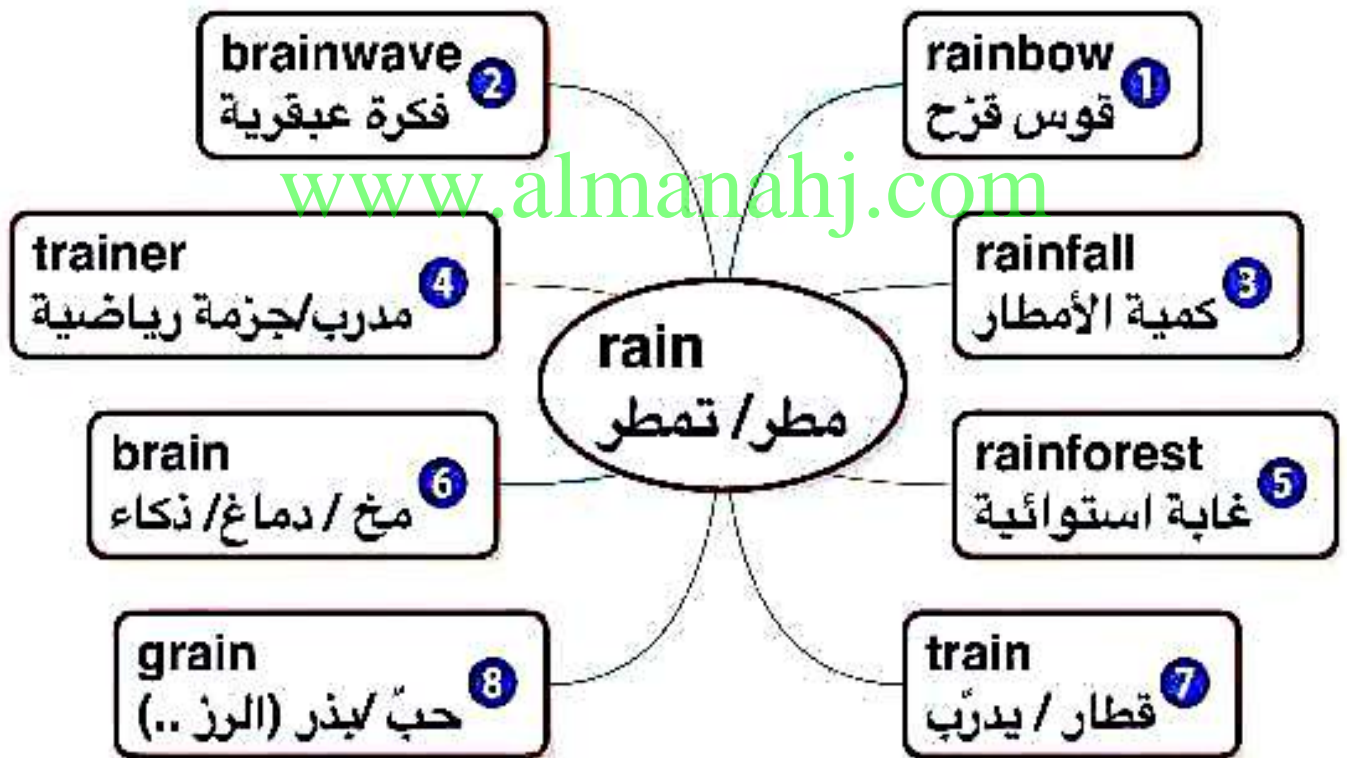 rain
مطر/ تمطر
rainbow
1
قوس قزح
brainwave
2
فكرة عبقرية
www.almanahj.com
rainfall
3
كمية الأمطار
trainer
4
مدرب/جزمة رياضية
rainforest
5
غابة استوائية
brain
6
مخ / دماغ/ ذكاء
train
7
قطار / يدرّب
grain
8
حبّ /بذر (الرز ..)